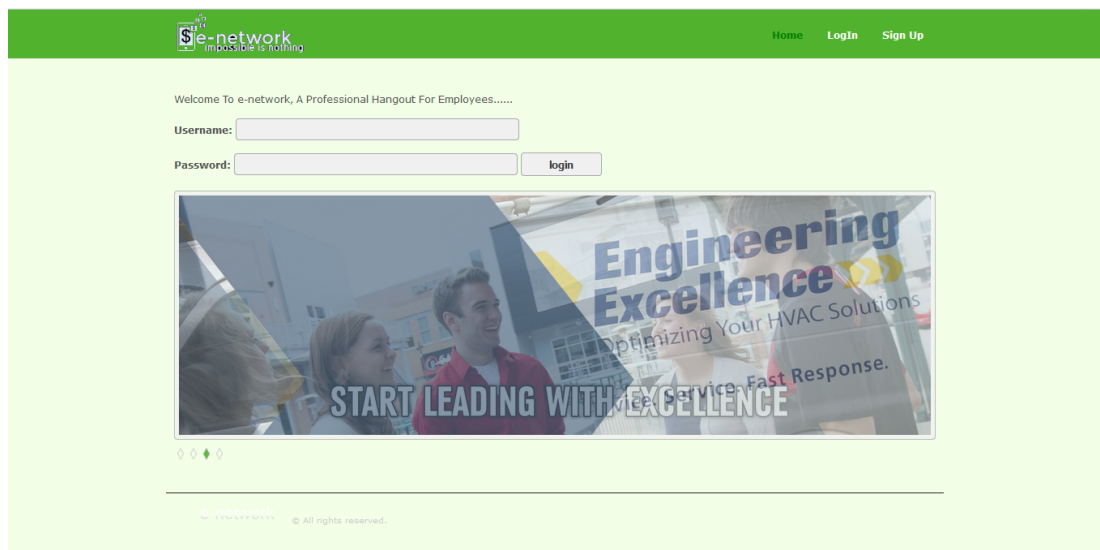 $e-network
impossible is nothing
Home LogIn Sign Up
Welcome To e-network, A Professional Hangout For Employees......
Username:
Password: login
Engineering
Excellence
Optimizing Your HVAC Solutions
Service. Fast Response.
START LEADING WITH EXCELLENCE
e-network © All rights reserved.